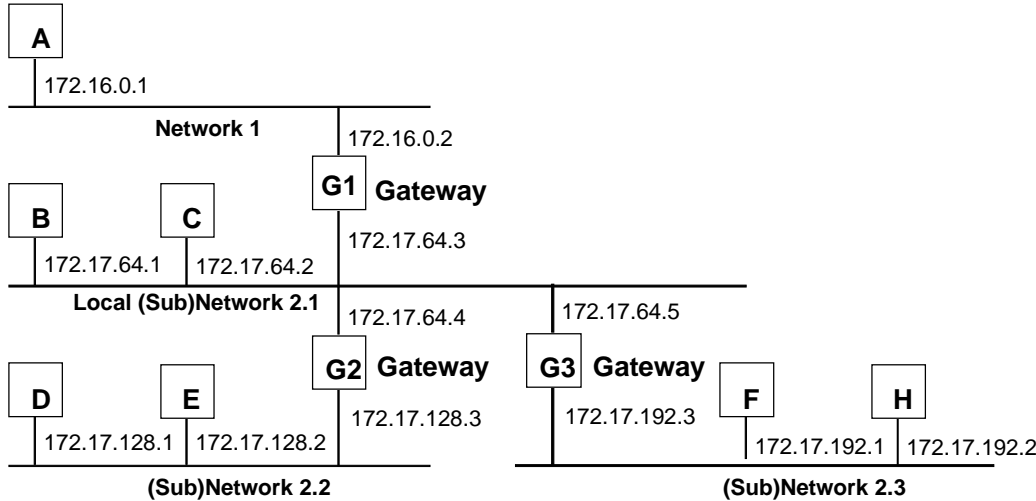 A
172.16.0.1
Network 1
172.16.0.2
G1 Gateway
B
C
172.17.64.3
172.17.64.1
172.17.64.2
Local (Sub)Network 2.1
172.17.64.4
172.17.64.5
G2 Gateway
G3 Gateway
D
E
F
H
172.17.128.3
172.17.192.3
172.17.128.1
172.17.128.2
172.17.192.1
172.17.192.2
(Sub)Network 2.2
(Sub)Network 2.3